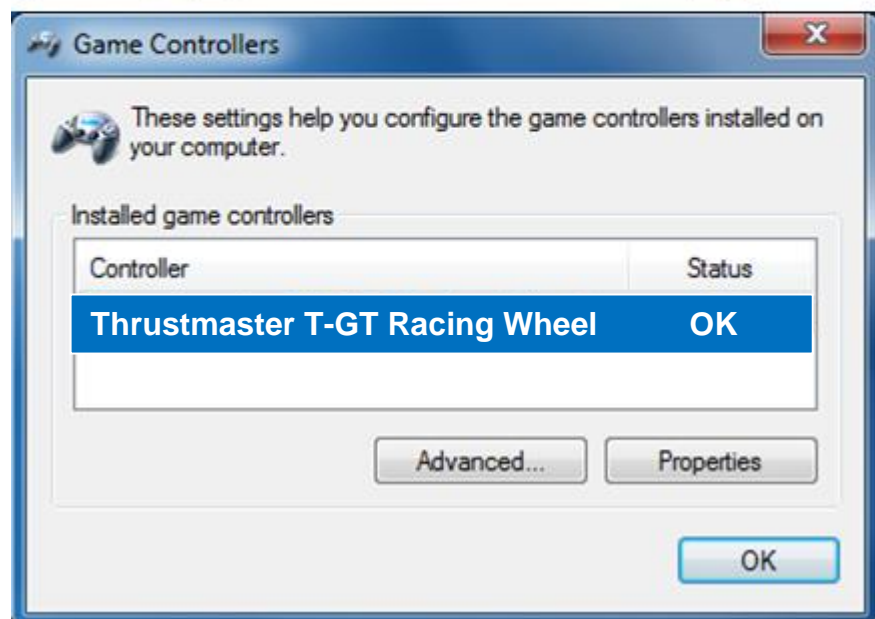 Game Controllers
These settings help you configure the game controllers installed on
your computer.
Installed game controllers
Controller Status
Thrustmaster T-GT Racing Wheel OK
Advanced... Properties
OK